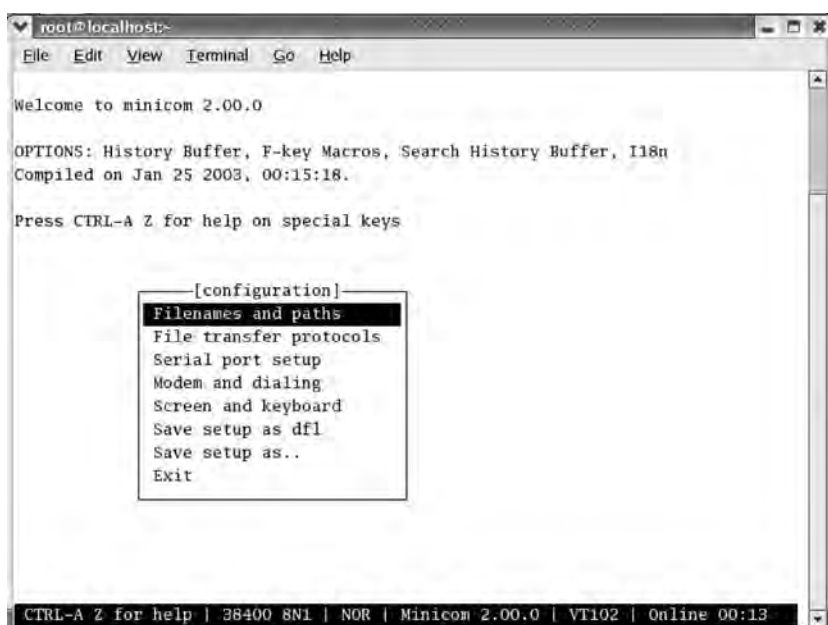 root@localhost:~
File Edit View Terminal Go Help
Welcome to minicom 2.00.0
OPTIONS: History Buffer, F-key Macros, Search History Buffer, I18n
Compiled on Jan 25 2003, 00:15:18.
Press CTRL-A Z for help on special keys
[configuration]
Filenames and paths
File transfer protocols
Serial port setup
Modem and dialing
Screen and keyboard
Save setup as dfl
Save setup as..
Exit
CTRL-A Z for help | 38400 8N1 | NOR | Minicom 2.00.0 | VT102 | Online 00:13